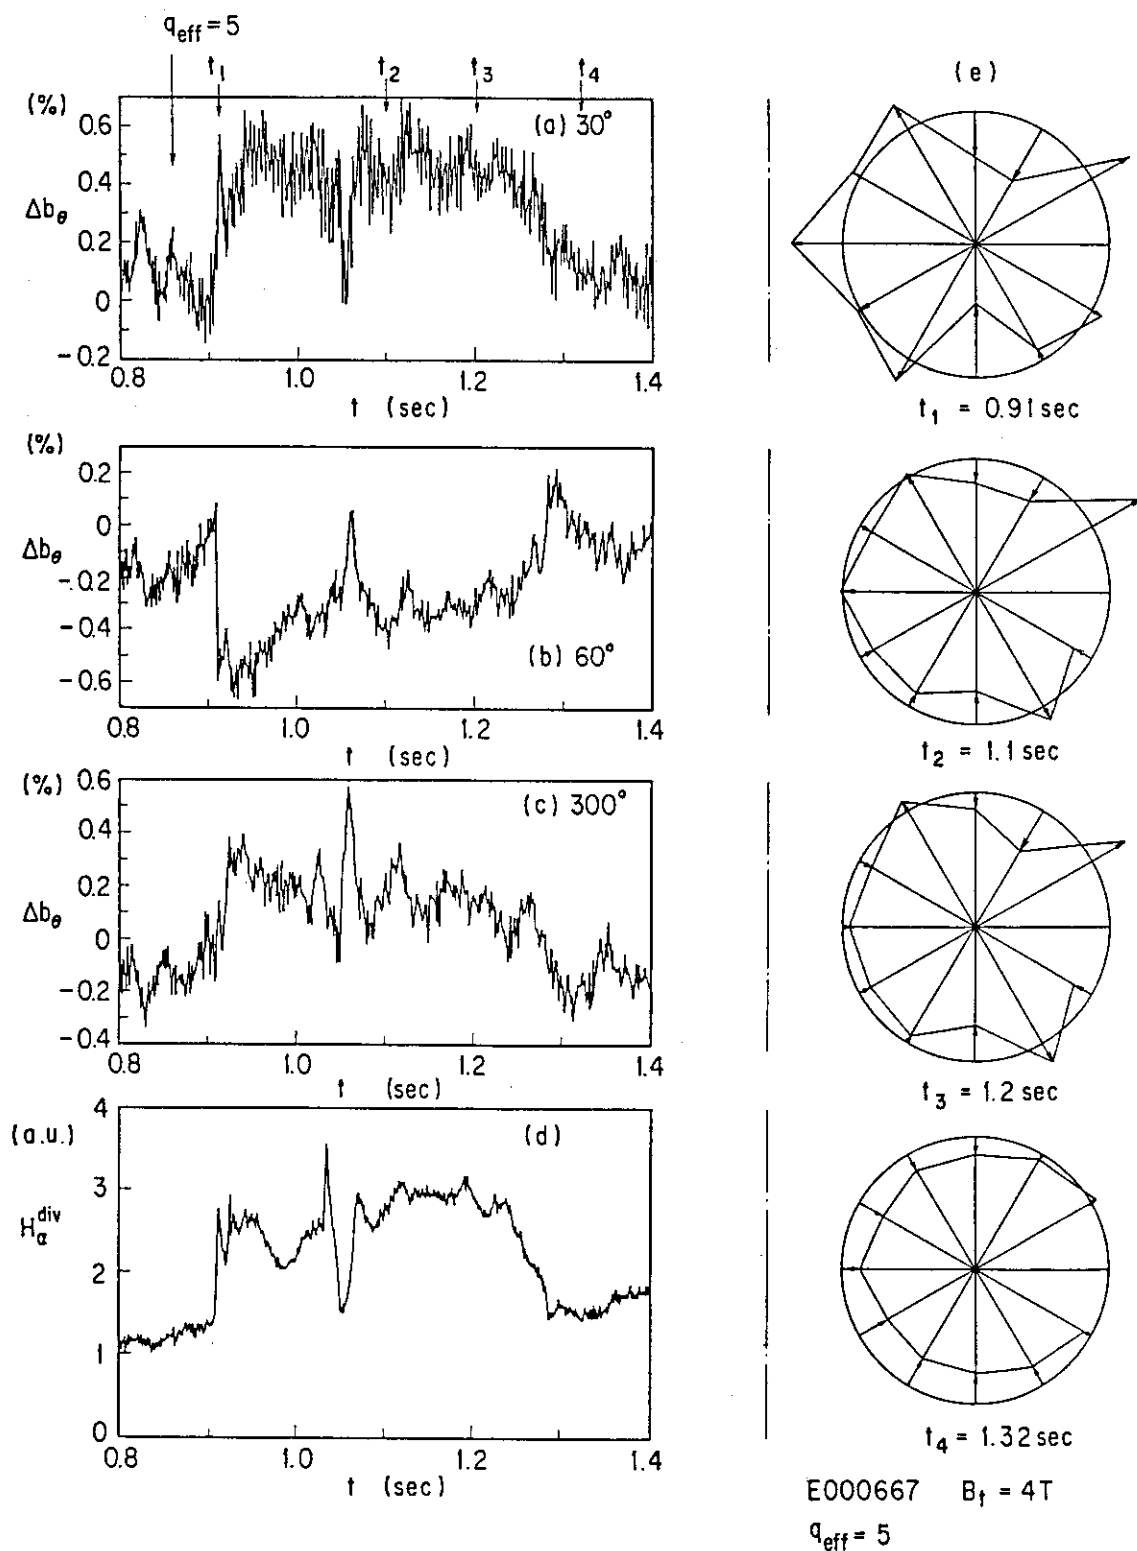 q_eff = 5
t₁ t₂ t₃ t₄
(%)
0.6
0.4
Δb_θ
0.2
0
-0.2
(a) 30°
0.8 1.0 1.2 1.4
t (sec)
(%)
0.2
0
Δb_θ
-0.2
-0.4
-0.6
(b) 60°
0.8 1.0 1.2 1.4
t (sec)
(%)
0.6
0.4
0.2
Δb_θ
0
-0.2
-0.4
(c) 300°
0.8 1.0 1.2 1.4
t (sec)
(a.u.)
4
3
H_α^div
2
1
0
(d)
0.8 1.0 1.2 1.4
t (sec)
(e)
t₁ = 0.91 sec
t₂ = 1.1 sec
t₃ = 1.2 sec
t₄ = 1.32 sec
E000667 B_t = 4T
q_eff = 5